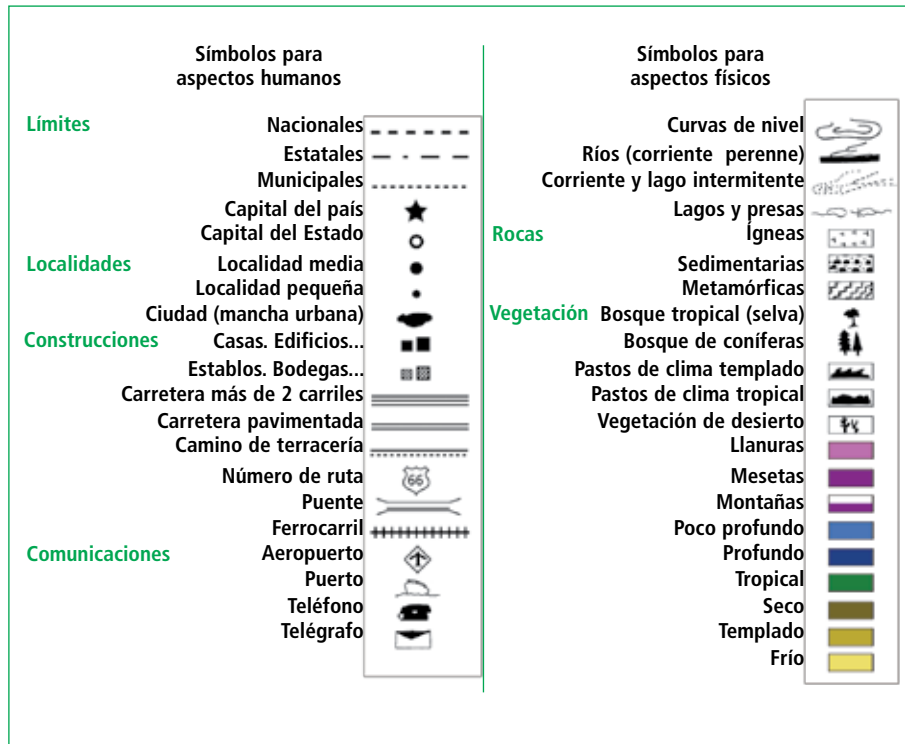 Símbolos para
aspectos humanos
Límites Nacionales
Estatales
Municipales
Capital del país
Capital del Estado
Localidades Localidad media
Localidad pequeña
Ciudad (mancha urbana)
Construcciones Casas. Edificios...
Establos. Bodegas...
Carretera más de 2 carriles
Carretera pavimentada
Camino de terracería
Número de ruta 66
Puente
Ferrocarril
Comunicaciones Aeropuerto
Puerto
Teléfono
Telégrafo
Símbolos para
aspectos físicos
Curvas de nivel
Ríos (corriente perenne)
Corriente y lago intermitente
Lagos y presas
Rocas Ígneas
Sedimentarias
Metamórficas
Vegetación Bosque tropical (selva)
Bosque de coníferas
Pastos de clima templado
Pastos de clima tropical
Vegetación de desierto
Llanuras
Mesetas
Montañas
Poco profundo
Profundo
Tropical
Seco
Templado
Frío